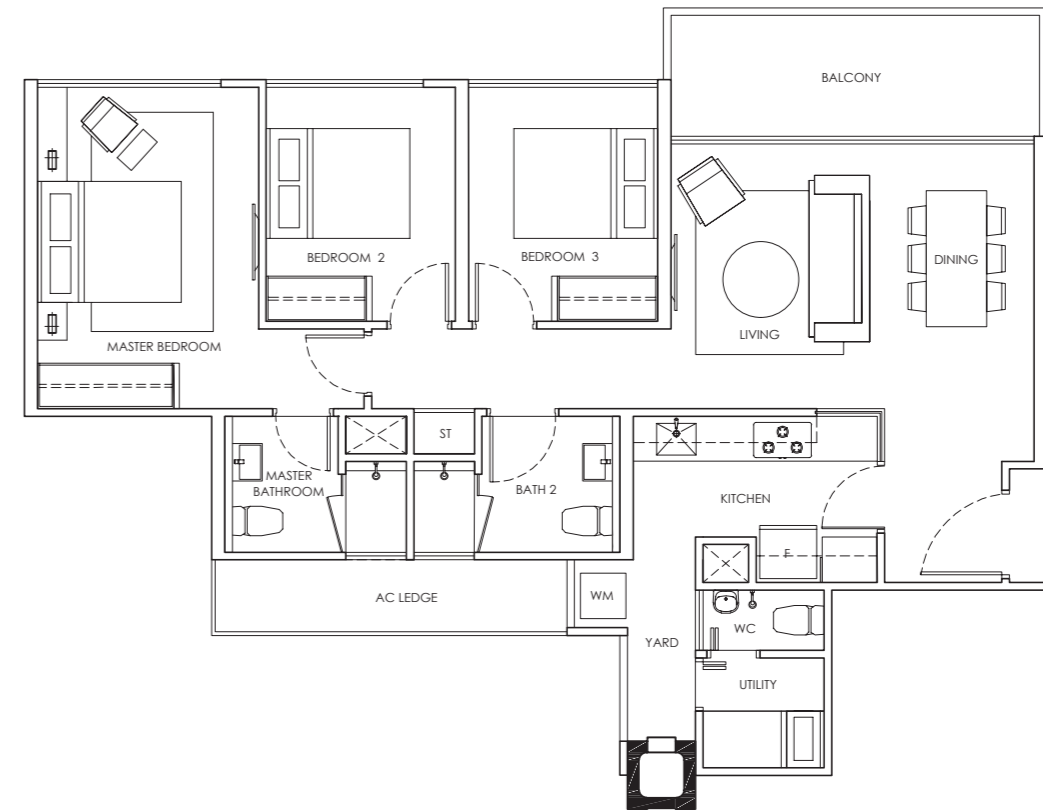 BALCONY
BEDROOM 2
BEDROOM 3
DINING
LIVING
MASTER BEDROOM
ST
MASTER
BATHROOM
BATH 2
KITCHEN
F
AC LEDGE
WM
WC
YARD
UTILITY